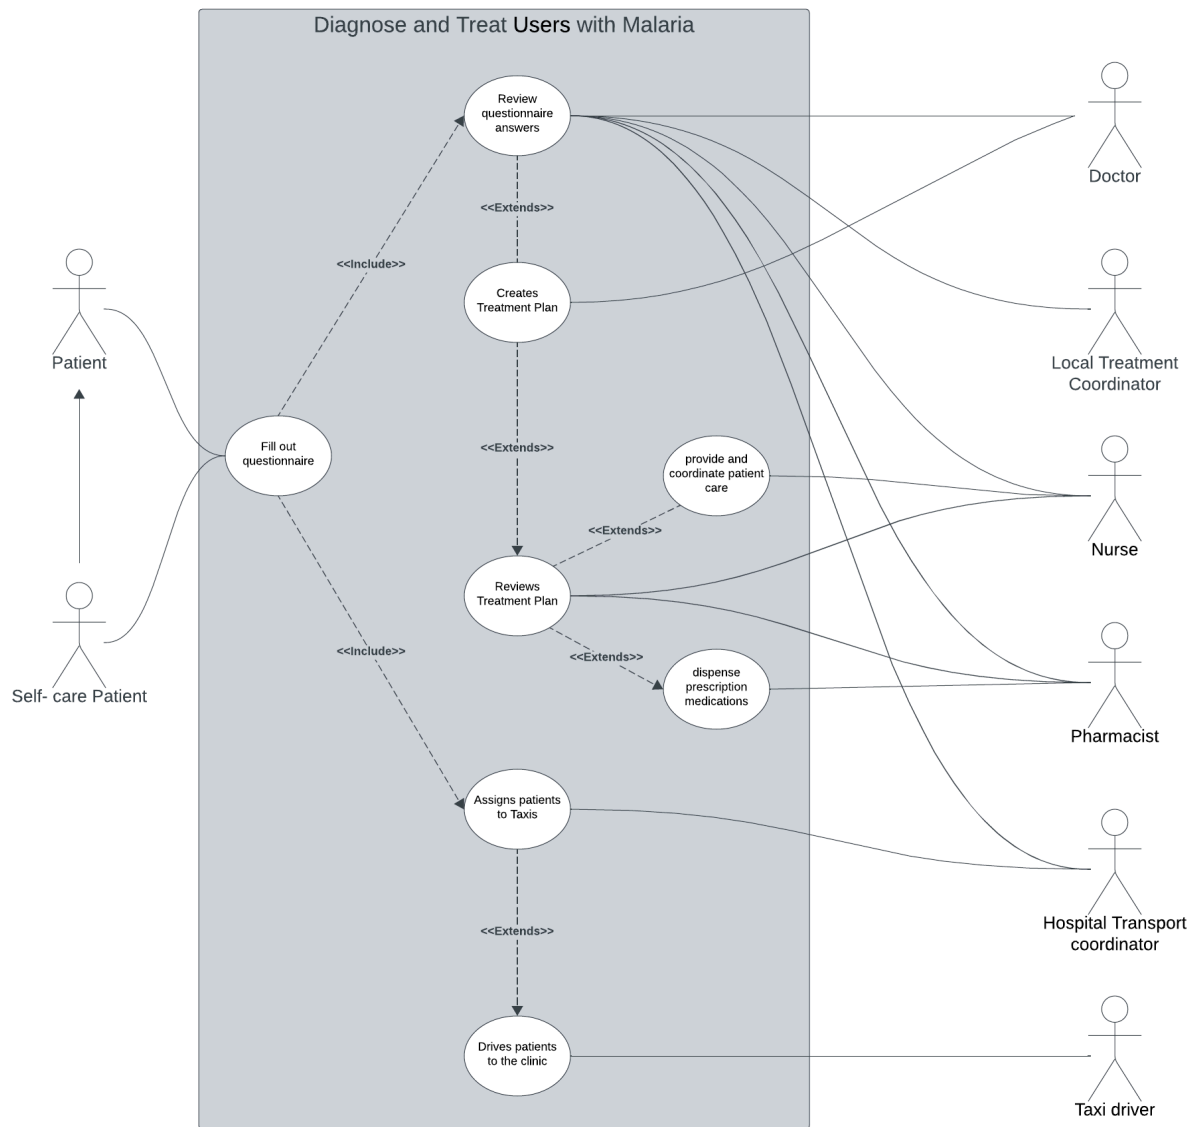 Diagnose and Treat Users with Malaria
Review
questionnaire
answers
Doctor
<<Extends>>
<<Include>>
Creates
Treatment Plan
Patient
Local Treatment
Coordinator
Fill out
questionnaire
<<Extends>>
provide and
coordinate patient
care
<<Extends>>
Nurse
Reviews
Treatment Plan
<<Include>>
<<Extends>>
dispense
prescription
medications
Self- care Patient
Pharmacist
Assigns patients
to Taxis
Hospital Transport
coordinator
<<Extends>>
Drives patients
to the clinic
Taxi driver